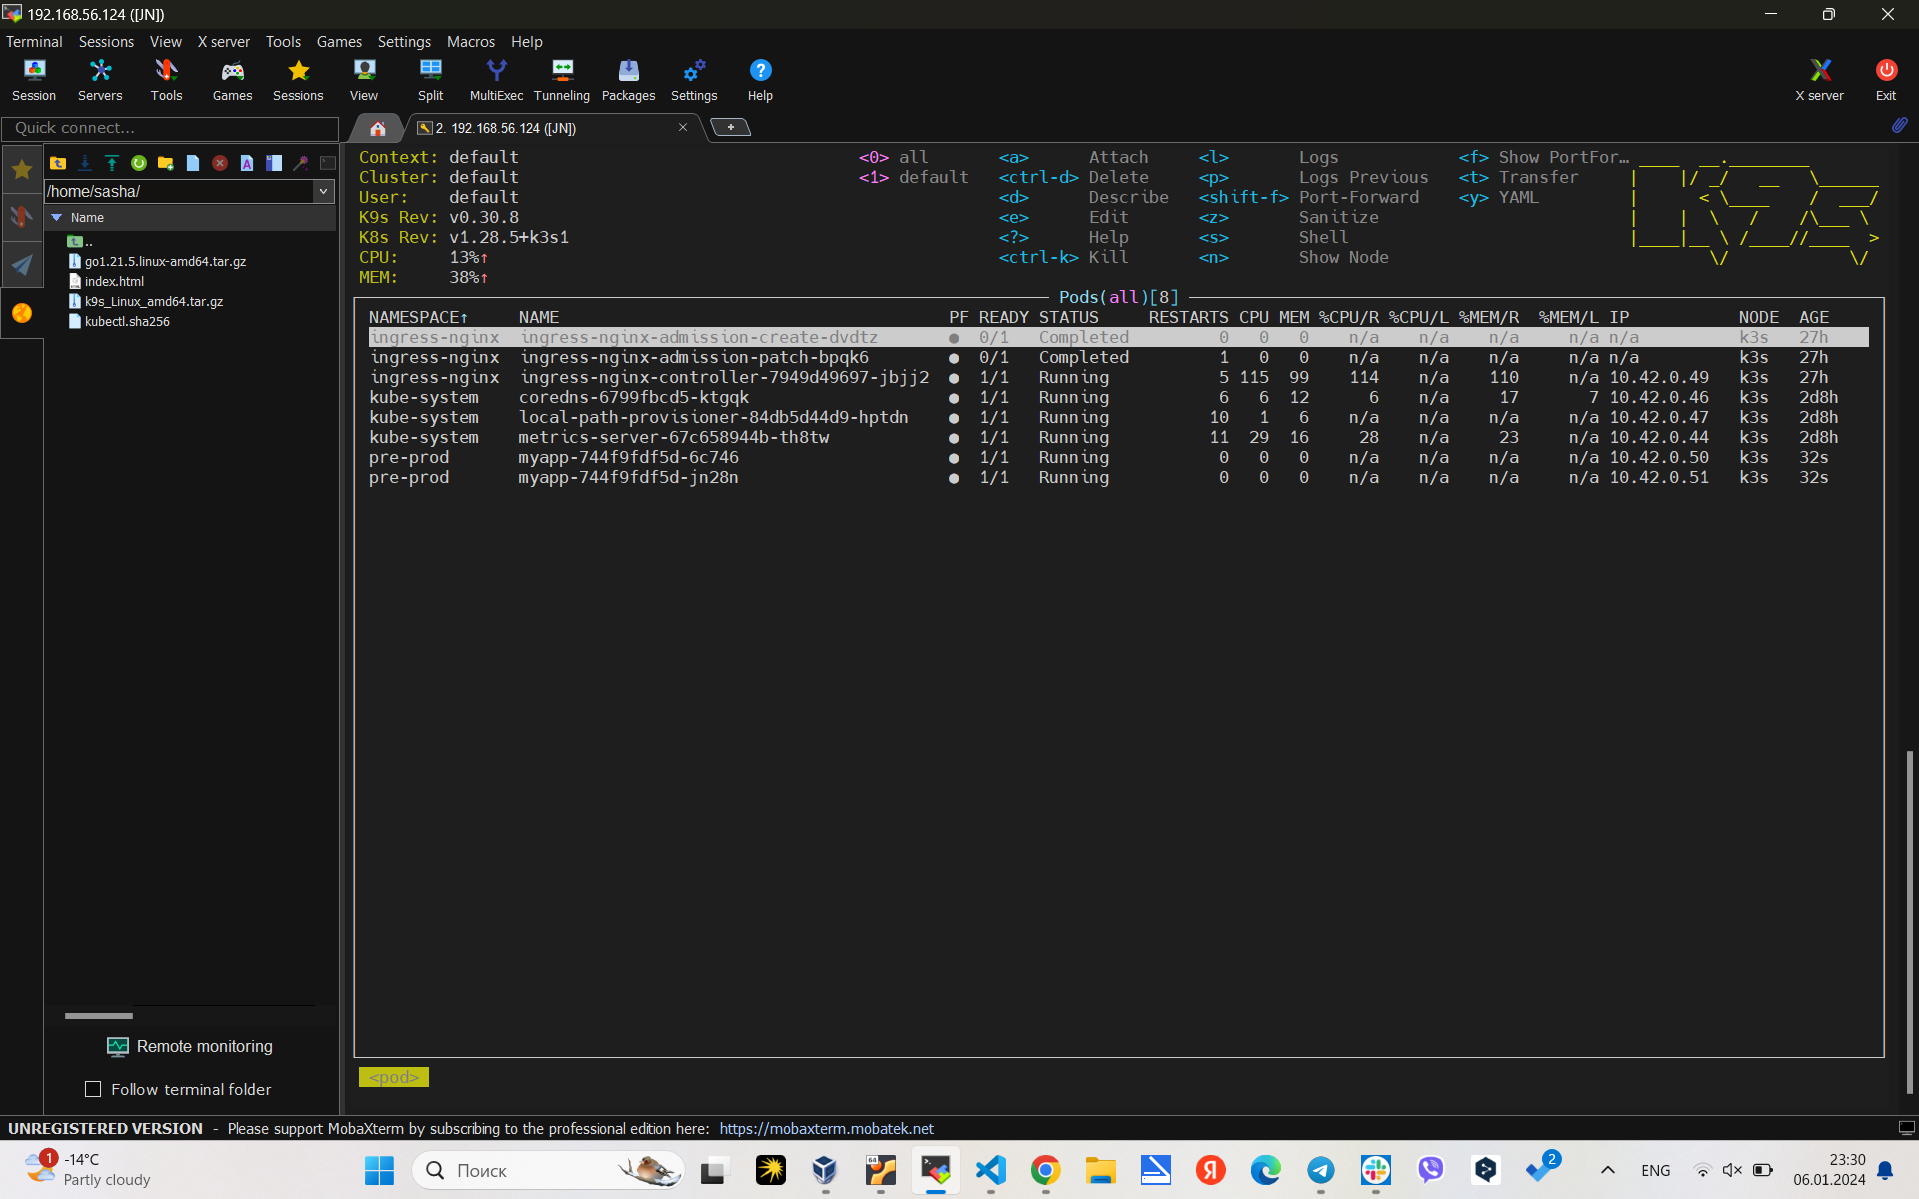 192.168.56.124 ([JN])
Terminal Sessions View X server Tools Games Settings Macros Help
Session Servers Tools Games Sessions View Split MultiExec Tunneling Packages Settings Help X server Exit
Quick connect...
2. 192.168.56.124 ([JN])
/home/sasha/
Name
..
go1.21.5.linux-amd64.tar.gz
index.html
k9s_Linux_amd64.tar.gz
kubectl.sha256
Remote monitoring
Follow terminal folder
Context: default <0> all <a> Attach <l> Logs <f> Show PortFor…
Cluster: default <1> default <ctrl-d> Delete <p> Logs Previous <t> Transfer
User: default <d> Describe <shift-f> Port-Forward <y> YAML
K9s Rev: v0.30.8 <e> Edit <z> Sanitize
K8s Rev: v1.28.5+k3s1 <?> Help <s> Shell
CPU: 13%↑ <ctrl-k> Kill <n> Show Node
MEM: 38%↑
Pods(all)[8]
NAMESPACE↑ NAME PF READY STATUS RESTARTS CPU MEM %CPU/R %CPU/L %MEM/R %MEM/L IP NODE AGE
ingress-nginx ingress-nginx-admission-create-dvdtz ● 0/1 Completed 0 0 0 n/a n/a n/a n/a n/a k3s 27h
ingress-nginx ingress-nginx-admission-patch-bpqk6 ● 0/1 Completed 1 0 0 n/a n/a n/a n/a n/a k3s 27h
ingress-nginx ingress-nginx-controller-7949d49697-jbjj2 ● 1/1 Running 5 115 99 114 n/a 110 n/a 10.42.0.49 k3s 27h
kube-system coredns-6799fbcd5-ktgqk ● 1/1 Running 6 6 12 6 n/a 17 7 10.42.0.46 k3s 2d8h
kube-system local-path-provisioner-84db5d44d9-hptdn ● 1/1 Running 10 1 6 n/a n/a n/a n/a 10.42.0.47 k3s 2d8h
kube-system metrics-server-67c658944b-th8tw ● 1/1 Running 11 29 16 28 n/a 23 n/a 10.42.0.44 k3s 2d8h
pre-prod myapp-744f9fdf5d-6c746 ● 1/1 Running 0 0 0 n/a n/a n/a n/a 10.42.0.50 k3s 32s
pre-prod myapp-744f9fdf5d-jn28n ● 1/1 Running 0 0 0 n/a n/a n/a n/a 10.42.0.51 k3s 32s
<pod>
UNREGISTERED VERSION - Please support MobaXterm by subscribing to the professional edition here: https://mobaxterm.mobatek.net
1 -14°C
Partly cloudy
Поиск
64
Я
2
ENG
23:30
06.01.2024